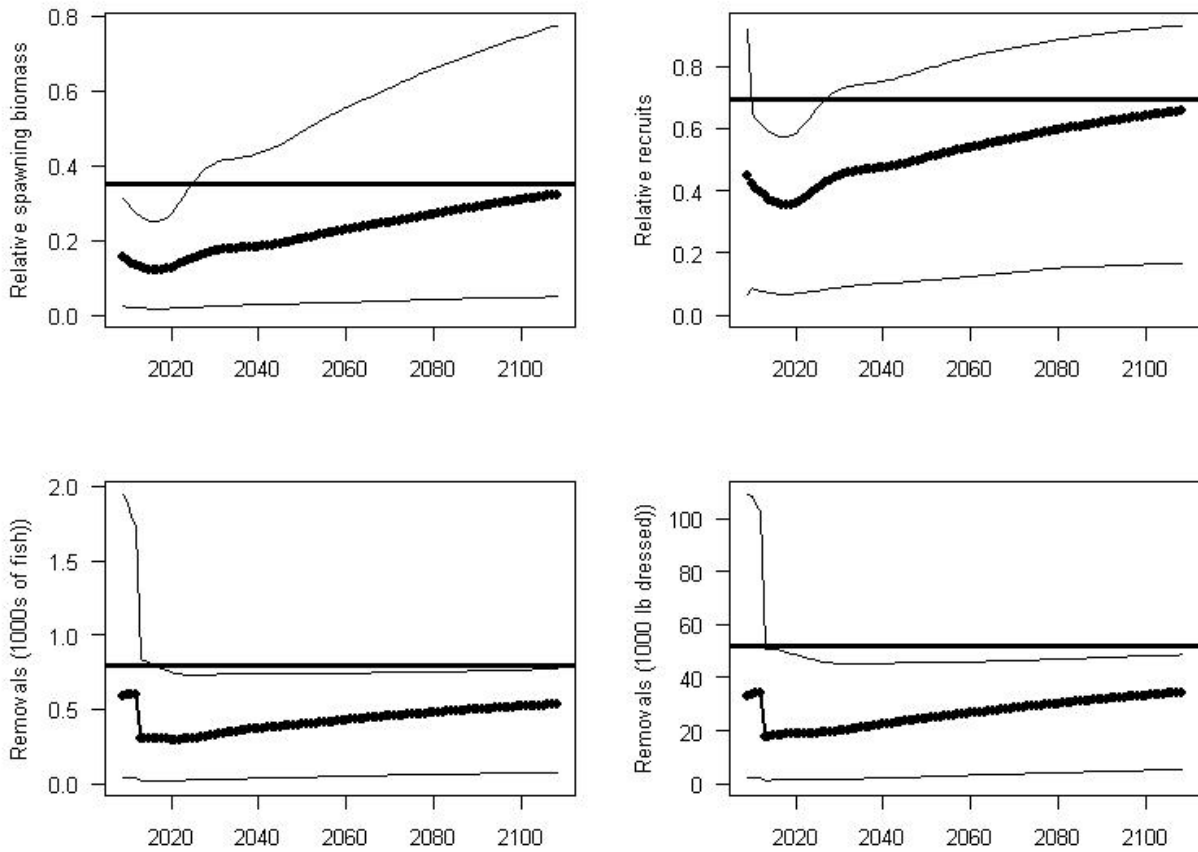 Relative spawning biomass
0.8
0.6
0.4
0.2
0.0
2020 2040 2060 2080 2100
Relative recruits
0.8
0.6
0.4
0.2
0.0
2020 2040 2060 2080 2100
Removals (1000s of fish))
2.0
1.5
1.0
0.5
0.0
2020 2040 2060 2080 2100
Removals (1000 lb dressed))
100
80
60
40
20
0
2020 2040 2060 2080 2100